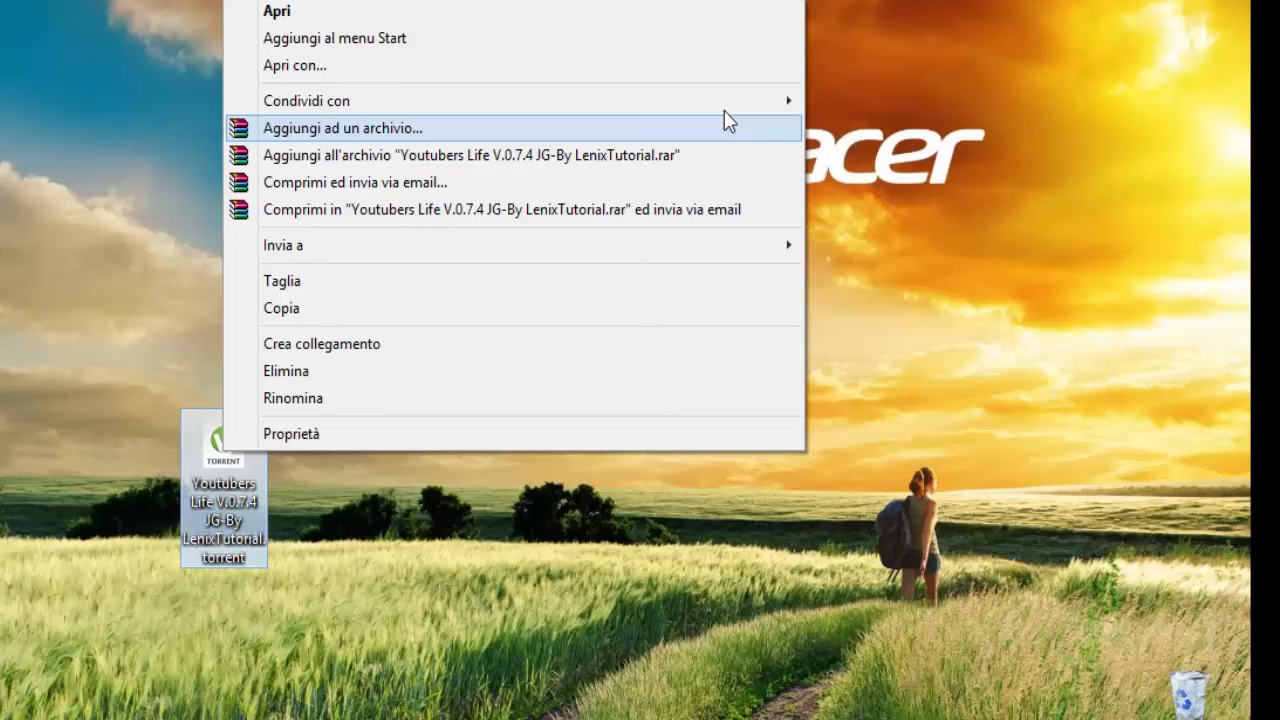 Apri
Aggiungi al menu Start
Apri con...
Condividi con
Aggiungi ad un archivio...
Aggiungi all'archivio "Youtubers Life V.0.7.4 JG-By LenixTutorial.rar"
Comprimi ed invia via email...
Comprimi in "Youtubers Life V.0.7.4 JG-By LenixTutorial.rar" ed invia via email
Invia a
Taglia
Copia
Crea collegamento
Elimina
Rinomina
Proprietà
acer
TORRENT
Youtubers
Life V.0.7.4
JG-By
LenixTutorial.
torrent